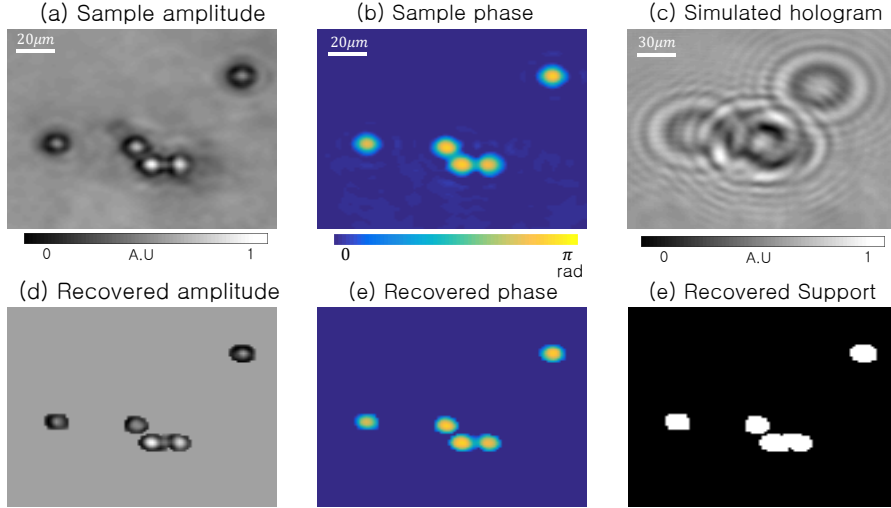 (a) Sample amplitude
(b) Sample phase
(c) Simulated hologram
20μm
20μm
30μm
0 A.U 1
0 π
rad
0 A.U 1
(d) Recovered amplitude
(e) Recovered phase
(e) Recovered Support